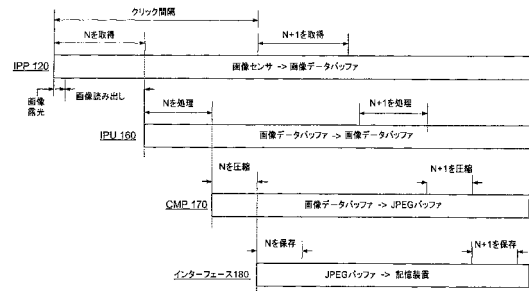 クリック間隔
Nを取得
N+1を取得
IPP 120
画像センサ -> 画像データバッファ
画像露光
画像読み出し
Nを処理
N+1を処理
IPU 160
画像データバッファ -> 画像データバッファ
Nを圧縮
N+1を圧縮
CMP 170
画像データバッファ -> JPEGバッファ
Nを保存
N+1を保存
インターフェース180
JPEGバッファ -> 記憶装置